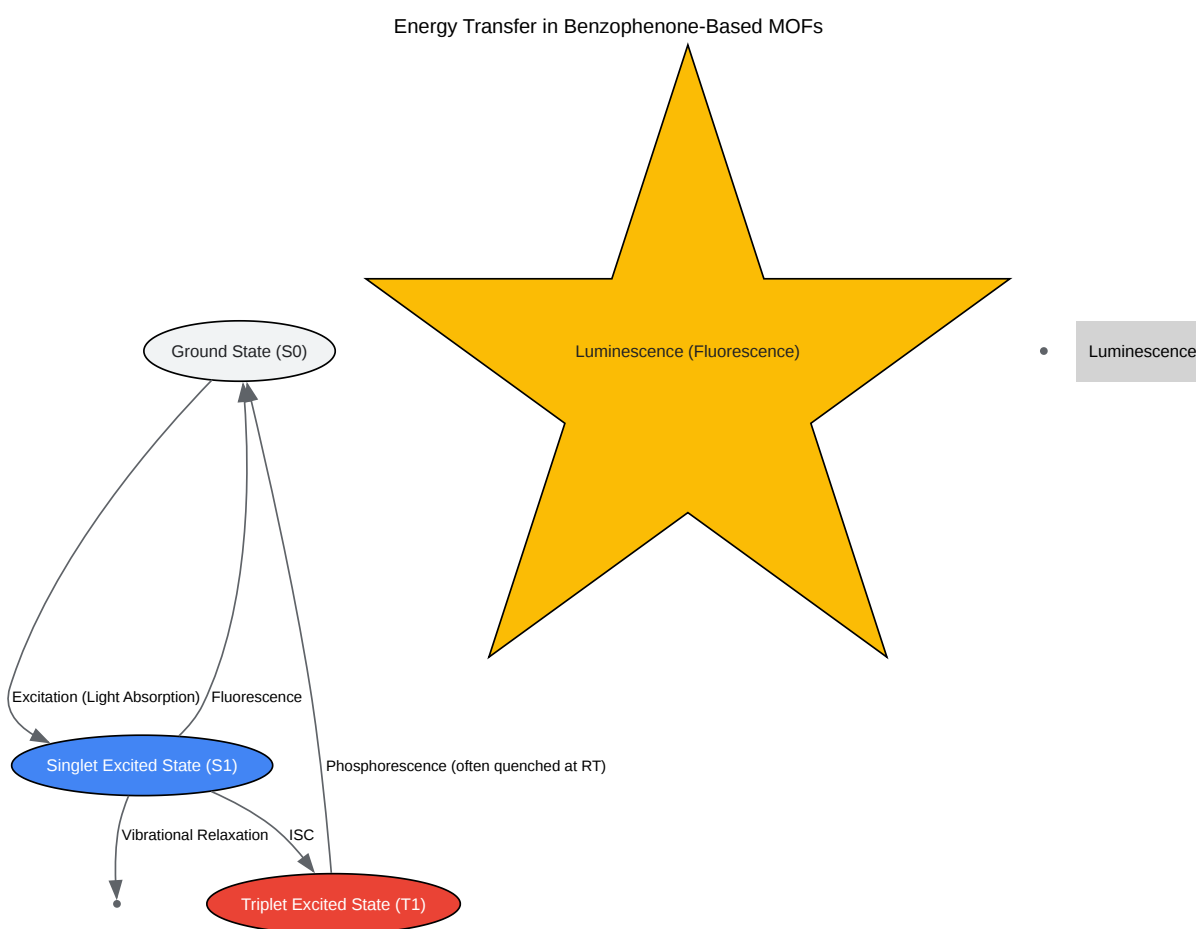 Energy Transfer in Benzophenone-Based MOFs
Ground State (S0)
Luminescence (Fluorescence)
Luminescence
Excitation (Light Absorption)
Fluorescence
Singlet Excited State (S1)
Phosphorescence (often quenched at RT)
Vibrational Relaxation
ISC
Triplet Excited State (T1)